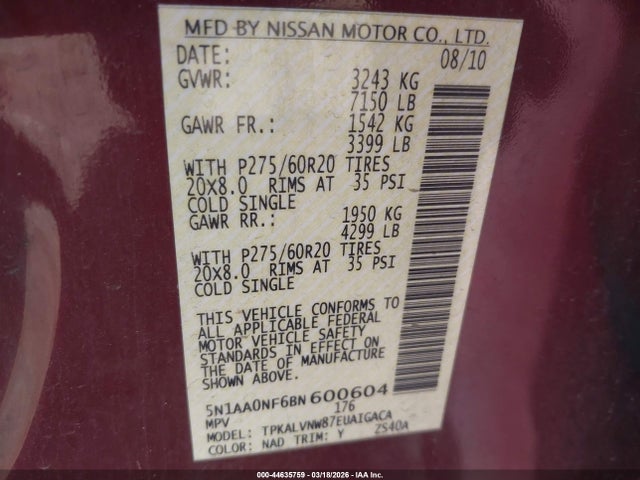 MFD BY NISSAN MOTOR CO., LTD.
DATE: 08/10
GVWR: 3243 KG
7150 LB
GAWR FR.: 1542 KG
3399 LB
WITH P275/60R20 TIRES
20X8.0 RIMS AT 35 PSI
COLD SINGLE
GAWR RR.: 1950 KG
4299 LB
WITH P275/60R20 TIRES
20X8.0 RIMS AT 35 PSI
COLD SINGLE
THIS VEHICLE CONFORMS TO
ALL APPLICABLE FEDERAL
MOTOR VEHICLE SAFETY
STANDARDS IN EFFECT ON
THE DATE OF MANUFACTURE
SHOWN ABOVE.
5N1AA0NF6BN600604
MPV 176
MODEL: TPKALVNW87EUAIGACA
COLOR: NAD TRIM: Y ZS40A
000-44635759 - 03/18/2026 - IAAI.CA